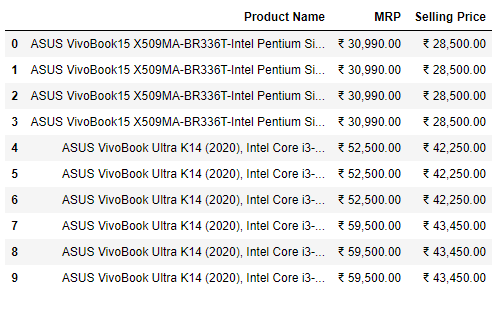 Product Name MRP Selling Price
0 ASUS VivoBook15 X509MA-BR336T-Intel Pentium Si... ₹ 30,990.00 ₹ 28,500.00
1 ASUS VivoBook15 X509MA-BR336T-Intel Pentium Si... ₹ 30,990.00 ₹ 28,500.00
2 ASUS VivoBook15 X509MA-BR336T-Intel Pentium Si... ₹ 30,990.00 ₹ 28,500.00
3 ASUS VivoBook15 X509MA-BR336T-Intel Pentium Si... ₹ 30,990.00 ₹ 28,500.00
4 ASUS VivoBook Ultra K14 (2020), Intel Core i3-... ₹ 52,500.00 ₹ 42,250.00
5 ASUS VivoBook Ultra K14 (2020), Intel Core i3-... ₹ 52,500.00 ₹ 42,250.00
6 ASUS VivoBook Ultra K14 (2020), Intel Core i3-... ₹ 52,500.00 ₹ 42,250.00
7 ASUS VivoBook Ultra K14 (2020), Intel Core i3-... ₹ 59,500.00 ₹ 43,450.00
8 ASUS VivoBook Ultra K14 (2020), Intel Core i3-... ₹ 59,500.00 ₹ 43,450.00
9 ASUS VivoBook Ultra K14 (2020), Intel Core i3-... ₹ 59,500.00 ₹ 43,450.00